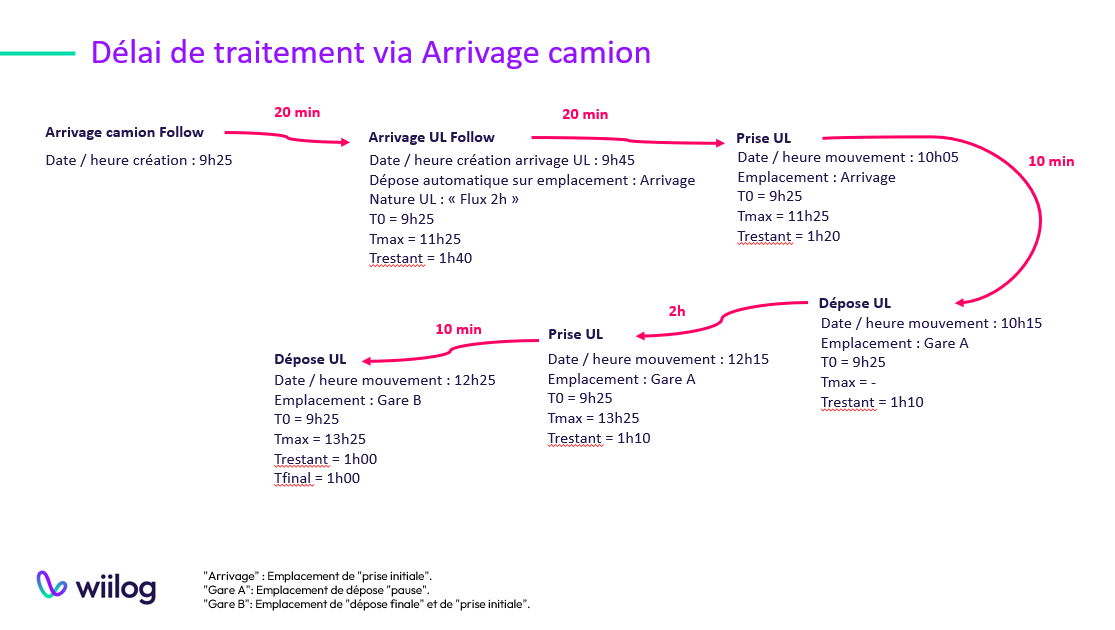 Délai de traitement via Arrivage camion
20 min
20 min
Arrivage camion Follow
Date / heure création : 9h25
Arrivage UL Follow
Date / heure création arrivage UL : 9h45
Dépose automatique sur emplacement : Arrivage
Nature UL : « Flux 2h »
T0 = 9h25
Tmax = 11h25
Trestant = 1h40
Prise UL
Date / heure mouvement : 10h05
Emplacement : Arrivage
T0 = 9h25
Tmax = 11h25
Trestant = 1h20
10 min
Dépose UL
Date / heure mouvement : 10h15
Emplacement : Gare A
T0 = 9h25
Tmax = -
Trestant = 1h10
2h
Prise UL
Date / heure mouvement : 12h15
Emplacement : Gare A
T0 = 9h25
Tmax = 13h25
Trestant = 1h10
10 min
Dépose UL
Date / heure mouvement : 12h25
Emplacement : Gare B
T0 = 9h25
Tmax = 13h25
Trestant = 1h00
Tfinal = 1h00
wiilog
"Arrivage" : Emplacement de "prise initiale".
"Gare A": Emplacement de dépose "pause".
"Gare B": Emplacement de "dépose finale" et de "prise initiale".